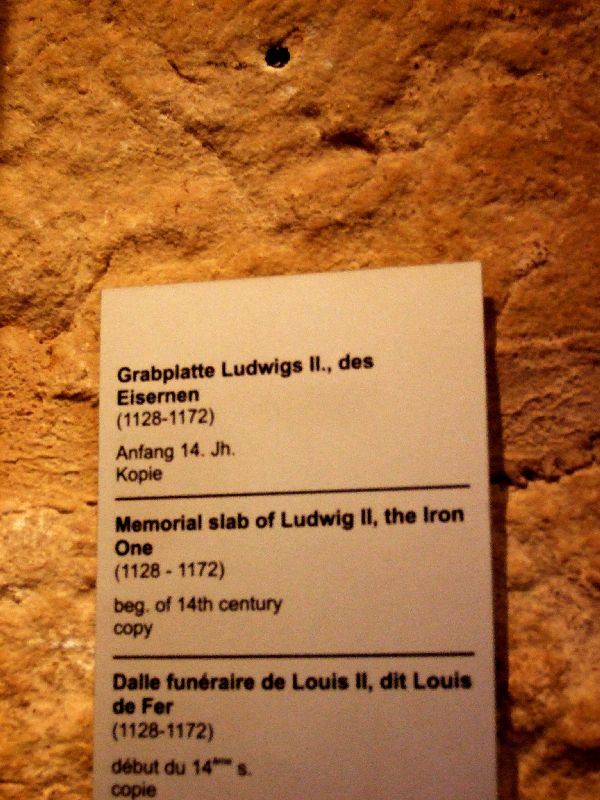 Grabplatte Ludwigs II., des
Eisernen
(1128-1172)
Anfang 14. Jh.
Kopie
Memorial slab of Ludwig II, the Iron
One
(1128 - 1172)
beg. of 14th century
copy
Dalle funéraire de Louis II, dit Louis
de Fer
(1128-1172)
début du 14ème s.
copie